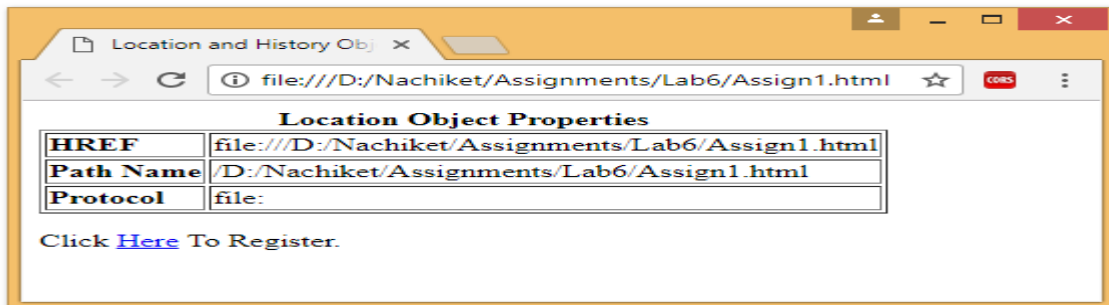 Location and History Obj
file:///D:/Nachiket/Assignments/Lab6/Assign1.html
CORS
Location Object Properties
HREF file:///D:/Nachiket/Assignments/Lab6/Assign1.html
Path Name /D:/Nachiket/Assignments/Lab6/Assign1.html
Protocol file:
Click Here To Register.